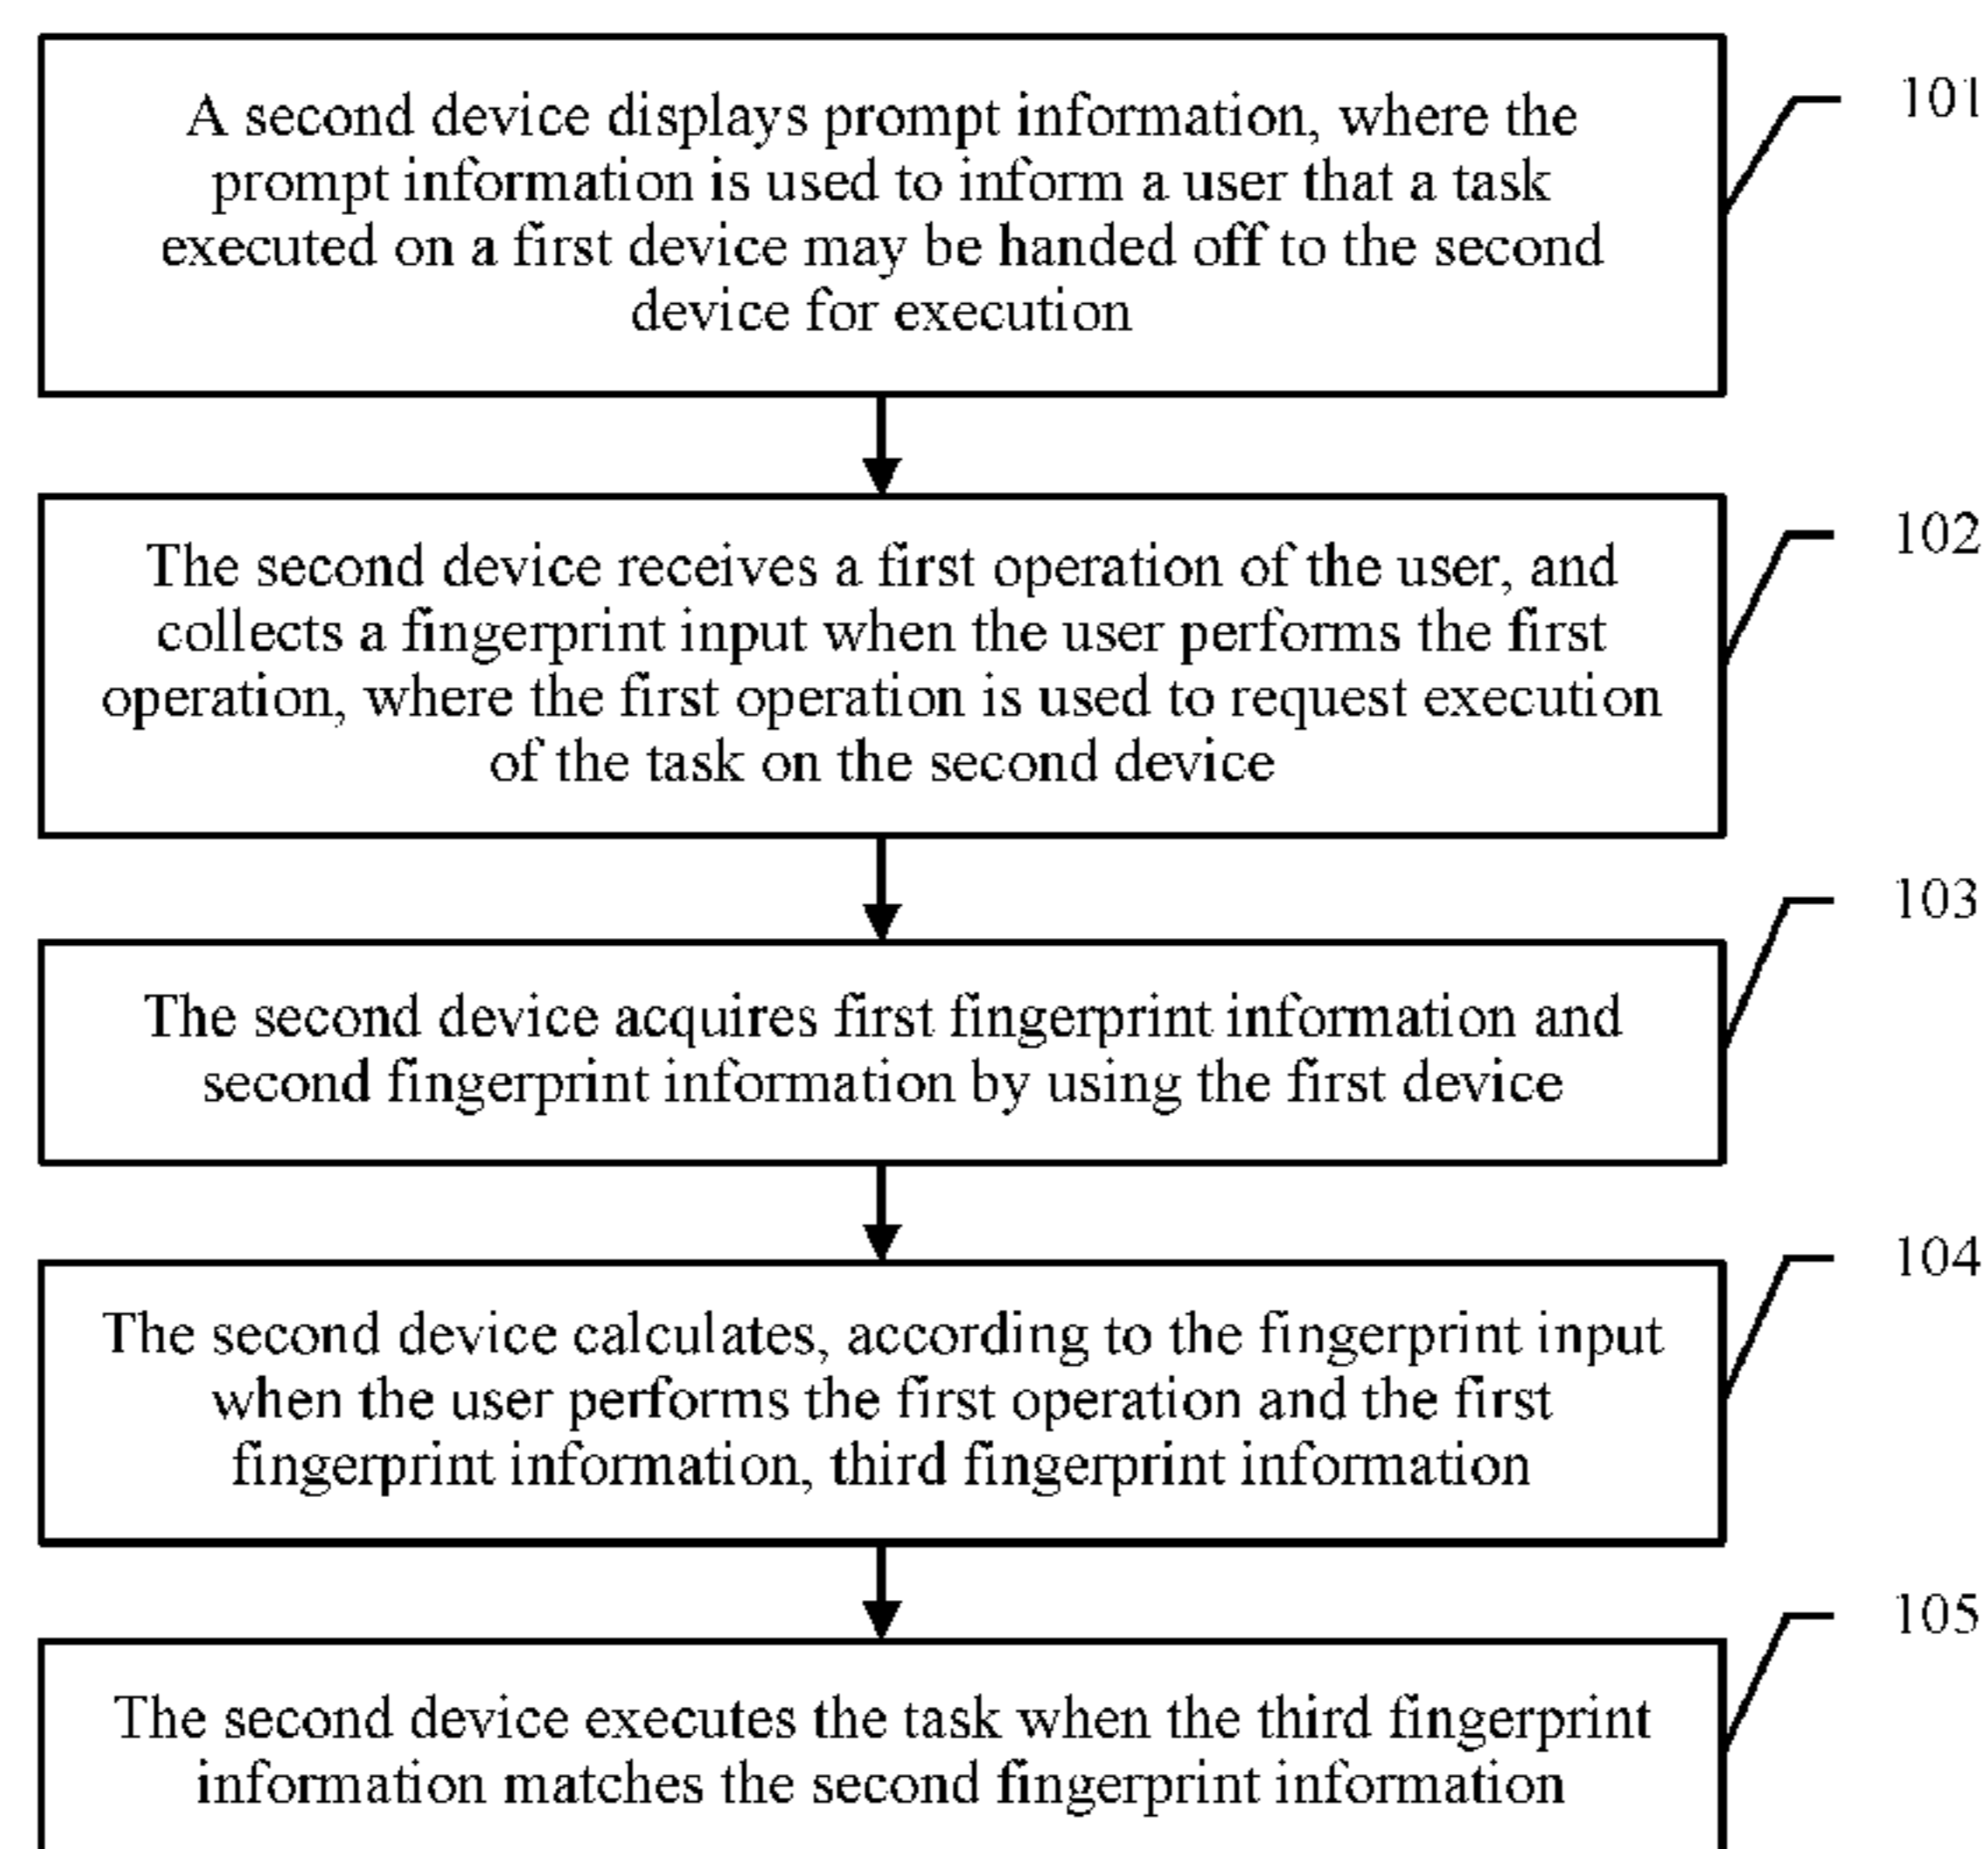 A second device displays prompt information, where the
prompt information is used to inform a user that a task
executed on a first device may be handed off to the second
device for execution
101
The second device receives a first operation of the user, and
collects a fingerprint input when the user performs the first
operation, where the first operation is used to request execution
of the task on the second device
102
The second device acquires first fingerprint information and
second fingerprint information by using the first device
103
The second device calculates, according to the fingerprint input
when the user performs the first operation and the first
fingerprint information, third fingerprint information
104
The second device executes the task when the third fingerprint
information matches the second fingerprint information
105